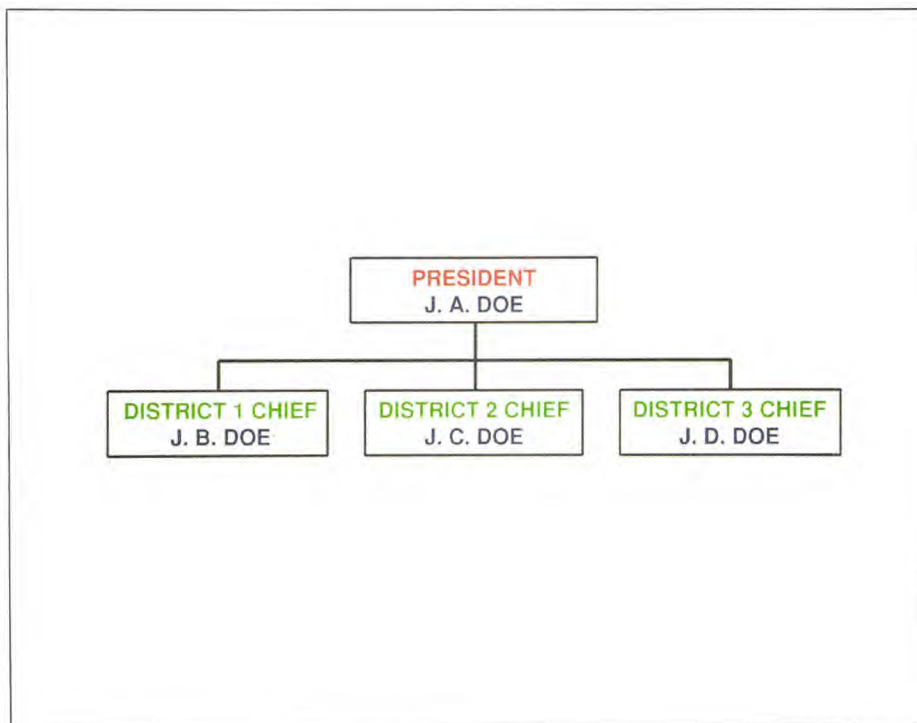 PRESIDENT
J. A. DOE
DISTRICT 1 CHIEF
J. B. DOE
DISTRICT 2 CHIEF
J. C. DOE
DISTRICT 3 CHIEF
J. D. DOE